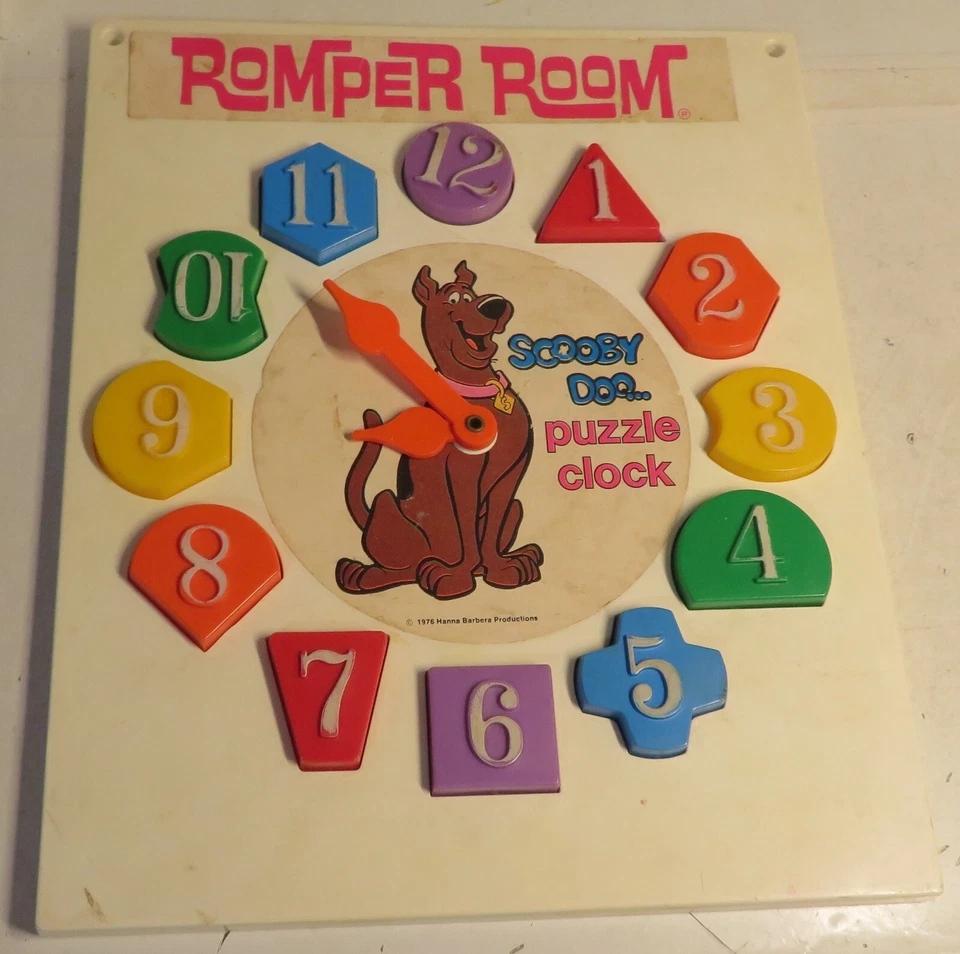 ROMPER ROOM®
12
11
1
10
2
SCOOBY
DOO...
puzzle
clock
9
3
8
4
7
5
6
© 1976 Hanna Barbera Productions